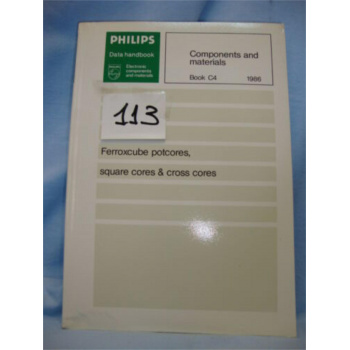 PHILIPS
Data handbook
Electronic
components
and materials
Components and
materials
Book C4 1986
113
Ferroxcube potcores,
square cores & cross cores